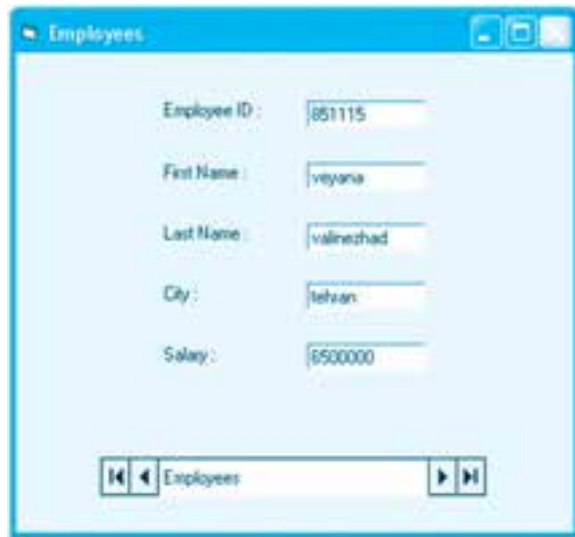 Employees
Employee ID : 851115
First Name : veyana
Last Name : valinezhad
City : tehran
Salary : 6500000
Employees